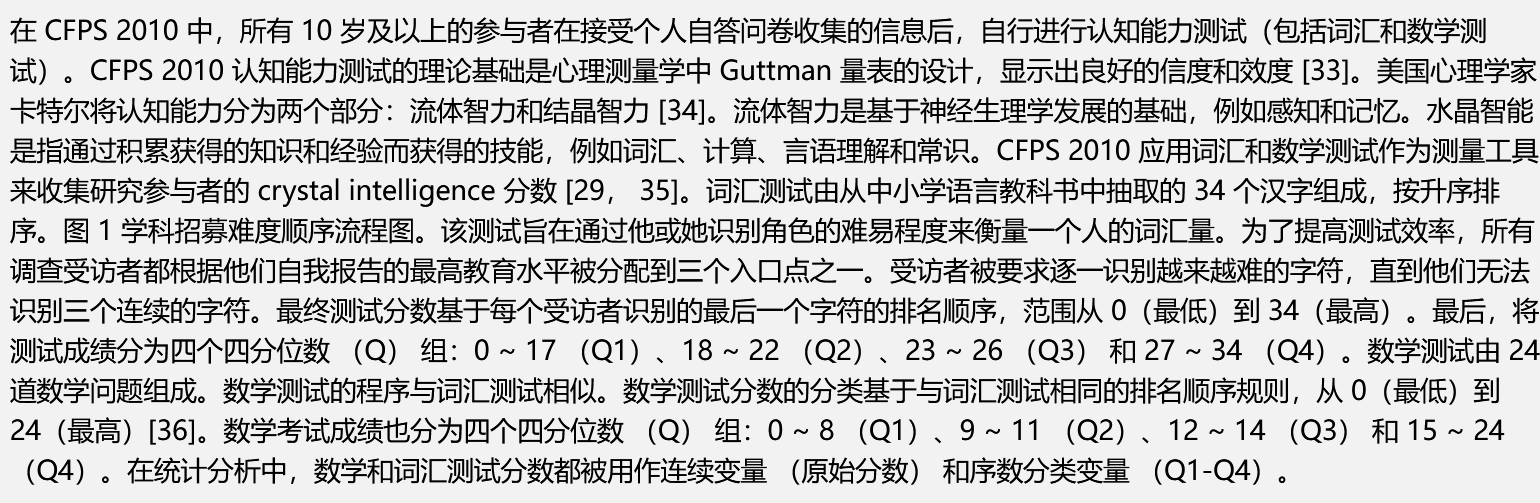 在 CFPS 2010 中，所有 10 岁及以上的参与者在接受个人自答问卷收集的信息后，自行进行认知能力测试（包括词汇和数学测
试）。CFPS 2010 认知能力测试的理论基础是心理测量学中 Guttman 量表的设计，显示出良好的信度和效度 [33]。美国心理学家
卡特尔将认知能力分为两个部分：流体智力和结晶智力 [34]。流体智力是基于神经生理学发展的基础，例如感知和记忆。水晶智能
是指通过积累获得的知识和经验而获得的技能，例如词汇、计算、言语理解和常识。CFPS 2010 应用词汇和数学测试作为测量工具
来收集研究参与者的 crystal intelligence 分数 [29， 35]。词汇测试由从中小学语言教科书中抽取的 34 个汉字组成，按升序排
序。图 1 学科招募难度顺序流程图。该测试旨在通过他或她识别角色的难易程度来衡量一个人的词汇量。为了提高测试效率，所有
调查受访者都根据他们自我报告的最高教育水平被分配到三个入口点之一。受访者被要求逐一识别越来越难的字符，直到他们无法
识别三个连续的字符。最终测试分数基于每个受访者识别的最后一个字符的排名顺序，范围从 0（最低）到 34（最高）。最后，将
测试成绩分为四个四分位数 （Q） 组：0 ~ 17 （Q1）、18 ~ 22 （Q2）、23 ~ 26 （Q3） 和 27 ~ 34 （Q4）。数学测试由 24
道数学问题组成。数学测试的程序与词汇测试相似。数学测试分数的分类基于与词汇测试相同的排名顺序规则，从 0（最低）到
24（最高）[36]。数学考试成绩也分为四个四分位数 （Q） 组：0 ~ 8 （Q1）、9 ~ 11 （Q2）、12 ~ 14 （Q3） 和 15 ~ 24
（Q4）。在统计分析中，数学和词汇测试分数都被用作连续变量 （原始分数） 和序数分类变量 （Q1-Q4）。